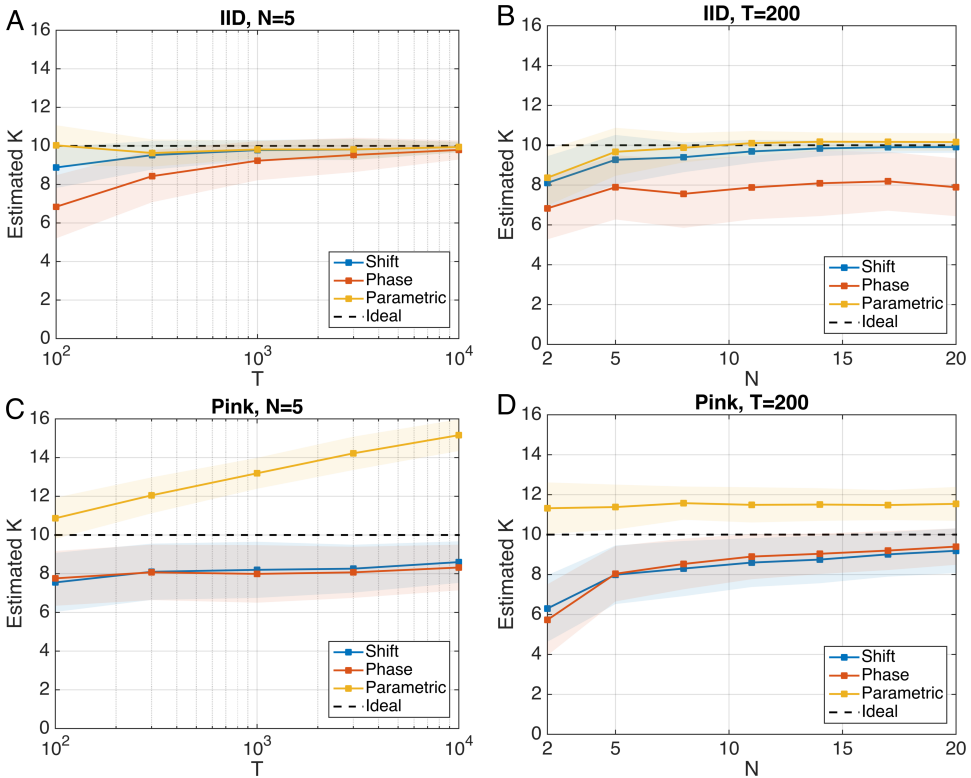 A
IID, N=5
Estimated K
16
14
12
10
8
6
4
2
0
Shift
Phase
Parametric
Ideal
10^2
10^3
10^4
T
B
IID, T=200
Estimated K
16
14
12
10
8
6
4
2
0
Shift
Phase
Parametric
Ideal
2
5
10
15
20
N
C
Pink, N=5
Estimated K
16
14
12
10
8
6
4
2
0
Shift
Phase
Parametric
Ideal
10^2
10^3
10^4
T
D
Pink, T=200
Estimated K
16
14
12
10
8
6
4
2
0
Shift
Phase
Parametric
Ideal
2
5
10
15
20
N